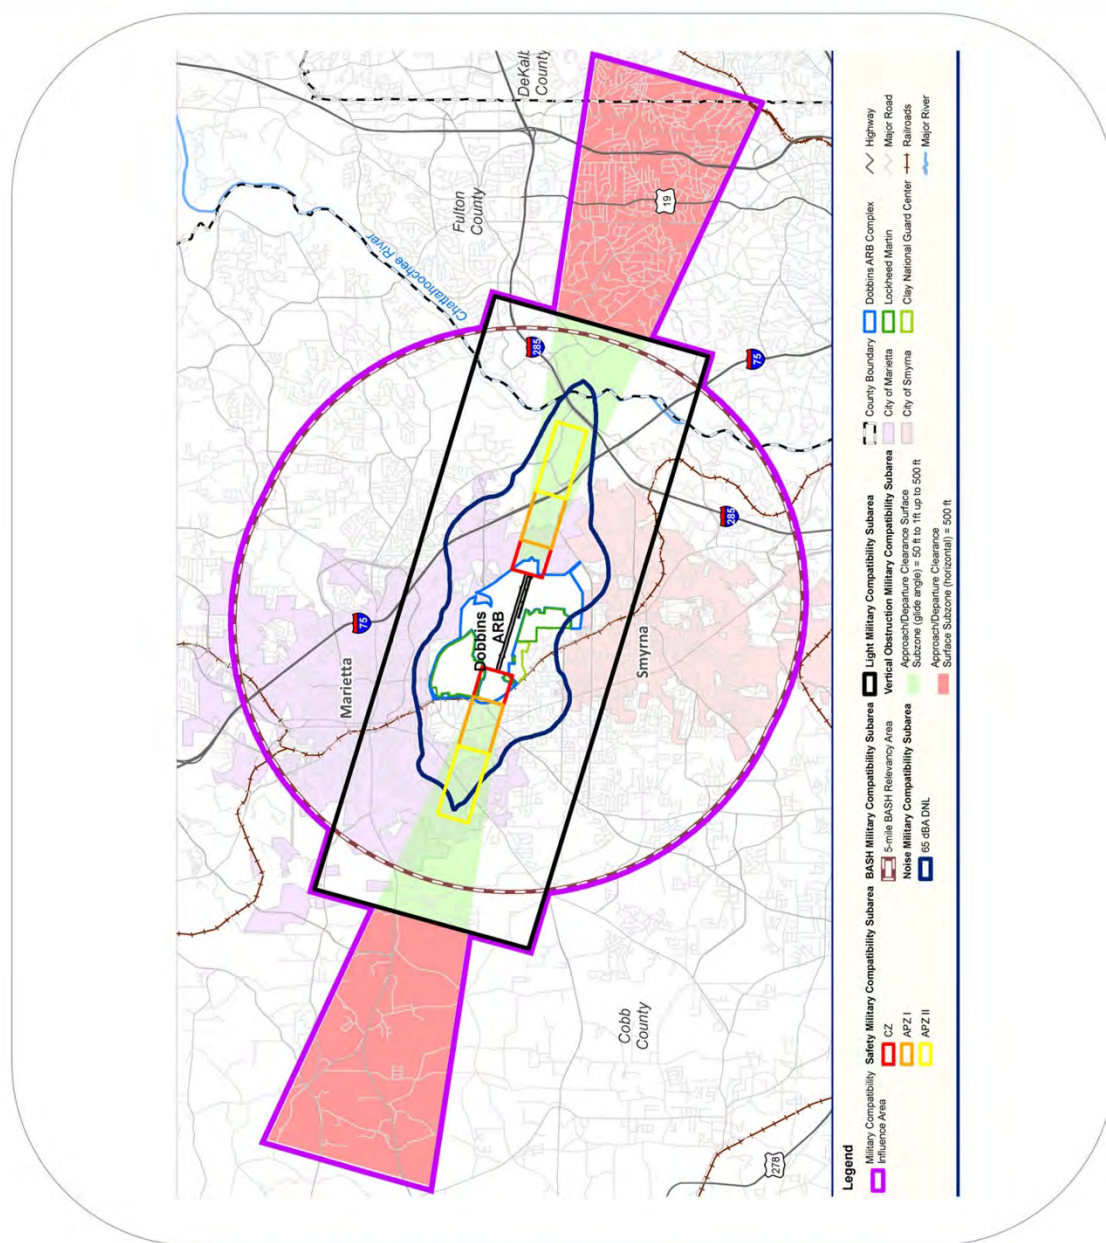 DeKalb
County
Fulton
County
Chattahoochee River
19
285
75
285
75
Marietta
Dobbins
ARB
Smyrna
Cobb
County
278
Legend
Military Compatibility
Influence Area
Safety Military Compatibility Subarea
CZ
APZ I
APZ II
BASH Military Compatibility Subarea
5-mile BASH Relevancy Area
Noise Military Compatibility Subarea
65 dBA DNL
Light Military Compatibility Subarea
Vertical Obstruction Military Compatibility Subarea
Approach/Departure Clearance Surface
Subzone (glide angle) = 50 ft to 1ft up to 500 ft
Approach/Departure Clearance
Surface Subzone (horizontal) = 500 ft
County Boundary
City of Marietta
City of Smyrna
Dobbins ARB Complex
Lockheed Martin
Clay National Guard Center
Highway
Major Road
Railroads
Major River